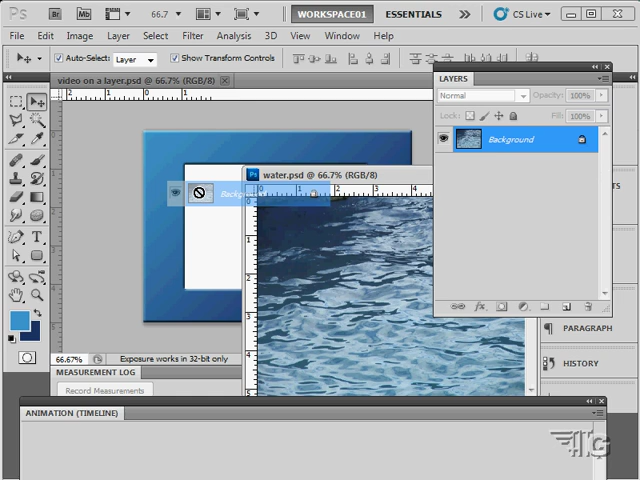 Ps Br Mb 66.7 WORKSPACE01 ESSENTIALS CS Live
File Edit Image Layer Select Filter Analysis 3D View Window Help
Auto-Select: Layer Show Transform Controls
video on a layer.psd @ 66.7% (RGB/8)
LAYERS
Normal Opacity: 100%
Lock: Fill: 100%
Background
Ps water.psd @ 66.7% (RGB/8)
Background
PARAGRAPH
HISTORY
66.67% Exposure works in 32-bit only
MEASUREMENT LOG
Record Measurements
ANIMATION (TIMELINE)